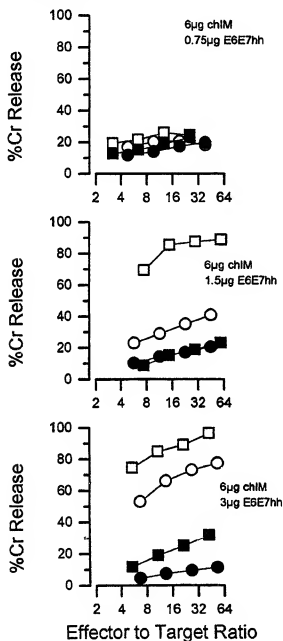 6µg chIM
0.75µg E6E7hh
%Cr Release
100
80
60
40
20
0
2 4 8 16 32 64
6µg chIM
1.5µg E6E7hh
%Cr Release
100
80
60
40
20
0
2 4 8 16 32 64
6µg chIM
3µg E6E7hh
%Cr Release
100
80
60
40
20
0
2 4 8 16 32 64
Effector to Target Ratio